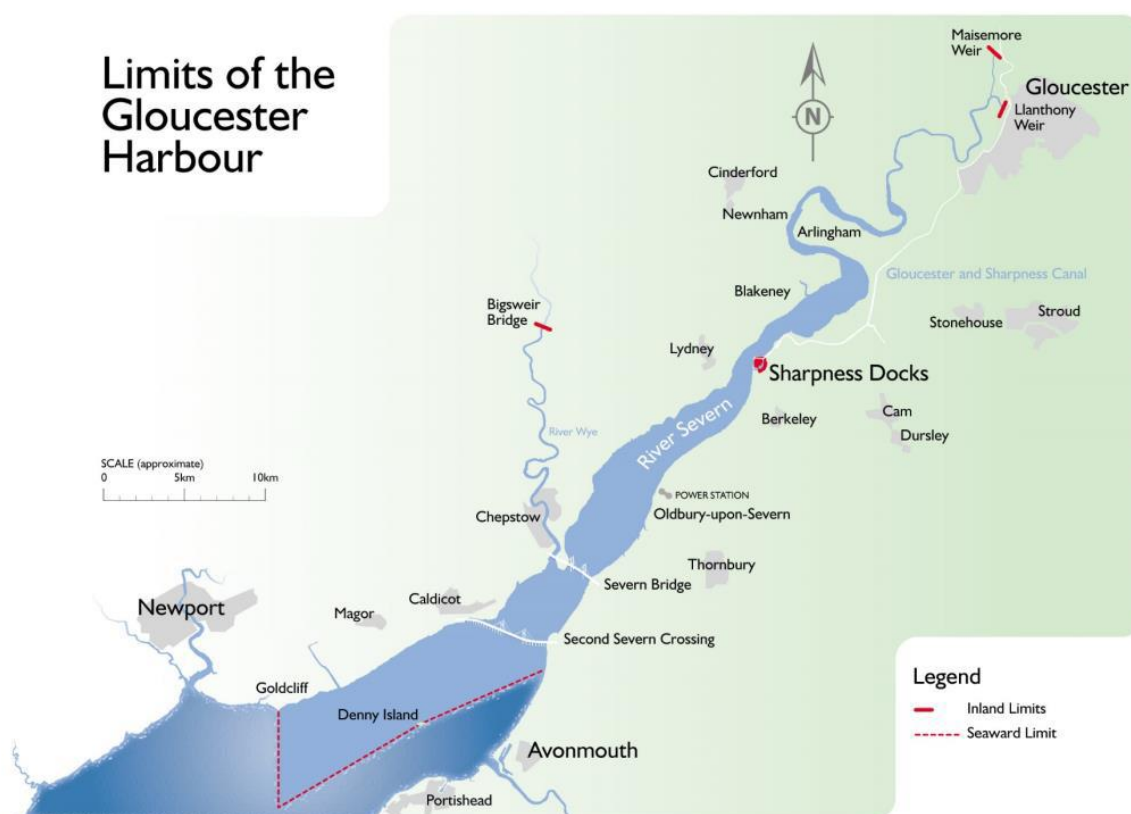 Limits of the
Gloucester
Harbour
Maisemore
Weir
Gloucester
Llanthony
Weir
N
Cinderford
Newnham
Arlingham
Gloucester and Sharpness Canal
Blakeney
Bigsweir
Bridge
Stonehouse
Stroud
Lydney
Sharpness Docks
River Severn
Berkeley
Cam
Dursley
River Wye
SCALE (approximate)
0 5km 10km
POWER STATION
Oldbury-upon-Severn
Chepstow
Thornbury
Severn Bridge
Newport
Magor
Caldicot
Second Severn Crossing
Goldcliff
Denny Island
Avonmouth
Portishead
Legend
Inland Limits
Seaward Limit